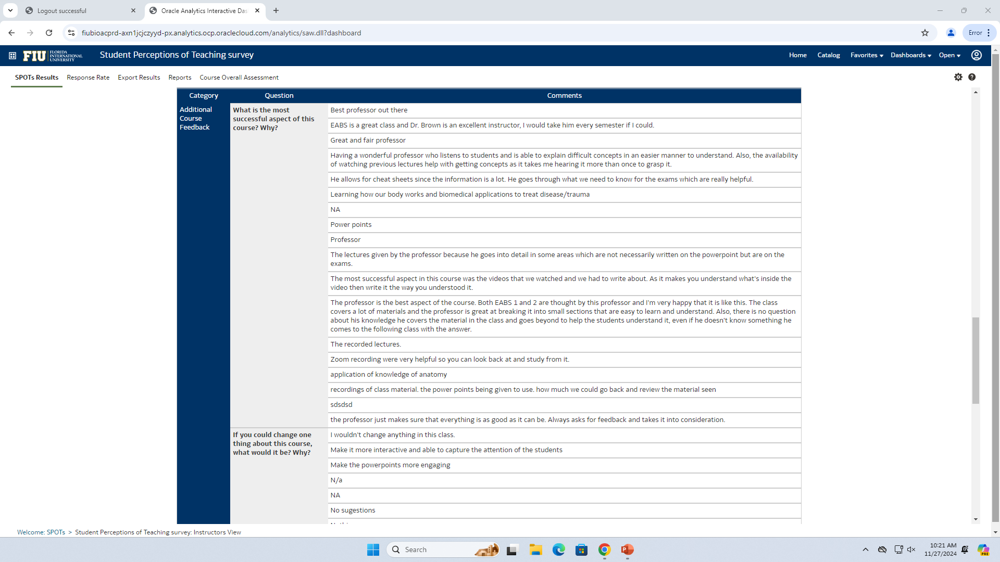 Logout successful
Oracle Analytics Interactive Das
fiubioacprd-axn1jcjczyyd-px.analytics.ocp.oraclecloud.com/analytics/saw.dll?dashboard
Error
FIU FLORIDA INTERNATIONAL UNIVERSITY
Student Perceptions of Teaching survey
Home Catalog Favorites Dashboards Open
SPOTs Results Response Rate Export Results Reports Course Overall Assessment
Category Question Comments
Additional
Course
Feedback
What is the most
successful aspect of this
course? Why?
Best professor out there
EABS is a great class and Dr. Brown is an excellent instructor, I would take him every semester if I could.
Great and fair professor
Having a wonderful professor who listens to students and is able to explain difficult concepts in an easier manner to understand. Also, the availability
of watching previous lectures help with getting concepts as it takes me hearing it more than once to grasp it.
He allows for cheat sheets since the information is a lot. He goes through what we need to know for the exams which are really helpful.
Learning how our body works and biomedical applications to treat disease/trauma
NA
Power points
Professor
The lectures given by the professor because he goes into detail in some areas which are not necessarily written on the powerpoint but are on the
exams.
The most successful aspect in this course was the videos that we watched and we had to write about. As it makes you understand what's inside the
video then write it the way you understood it.
The professor is the best aspect of the course. Both EABS 1 and 2 are thought by this professor and I'm very happy that it is like this. The class
covers a lot of materials and the professor is great at breaking it into small sections that are easy to learn and understand. Also, there is no question
about his knowledge he covers the material in the class and goes beyond to help the students understand it, even if he doesn't know something he
comes to the following class with the answer.
The recorded lectures.
Zoom recording were very helpful so you can look back at and study from it.
application of knowledge of anatomy
recordings of class material. the power points being given to use. how much we could go back and review the material seen
sdsdsd
the professor just makes sure that everything is as good as it can be. Always asks for feedback and takes it into consideration.
If you could change one
thing about this course,
what would it be? Why?
I wouldn't change anything in this class.
Make it more interactive and able to capture the attention of the students
Make the powerpoints more engaging
N/a
NA
No sugestions
Welcome: SPOTs > Student Perceptions of Teaching survey: Instructors View
Search
10:21 AM
11/27/2024
PRE